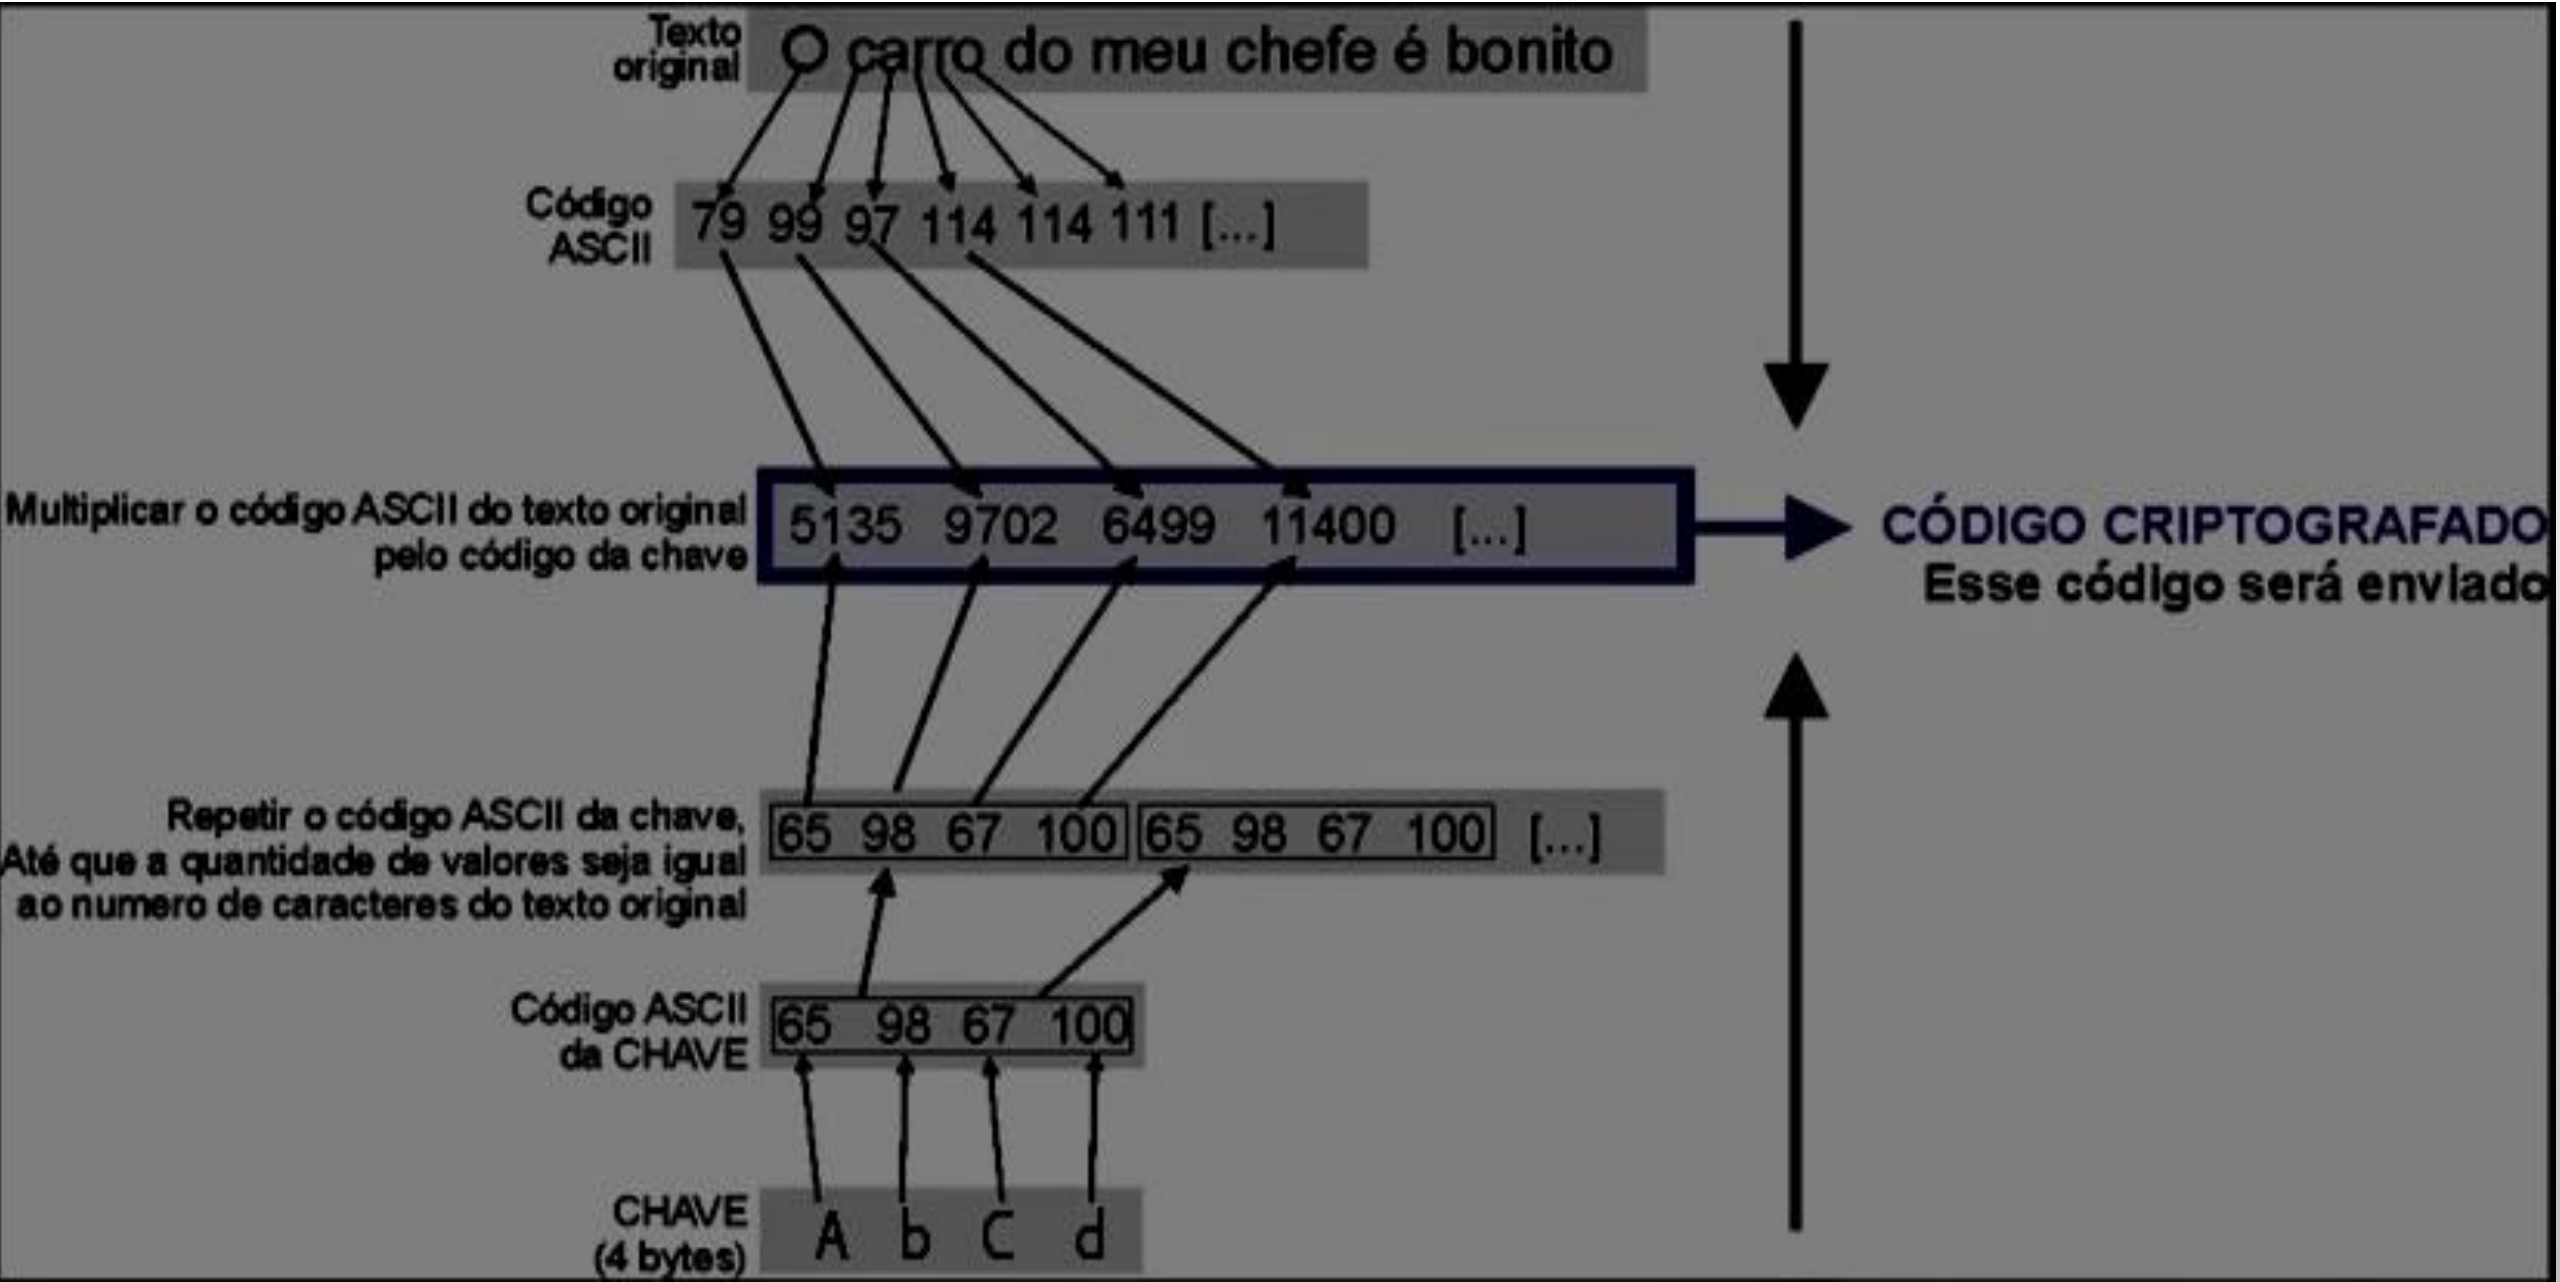 Texto
original
O carro do meu chefe é bonito
Código
ASCII
79 99 97 114 114 111 [...]
Multiplicar o código ASCII do texto original
pelo código da chave
5135 9702 6499 11400 [...]
CÓDIGO CRIPTOGRAFADO
Esse código será enviado
Repetir o código ASCII da chave,
Até que a quantidade de valores seja igual
ao numero de caracteres do texto original
65 98 67 100 65 98 67 100 [...]
Código ASCII
da CHAVE
65 98 67 100
CHAVE
(4 bytes)
A b C d